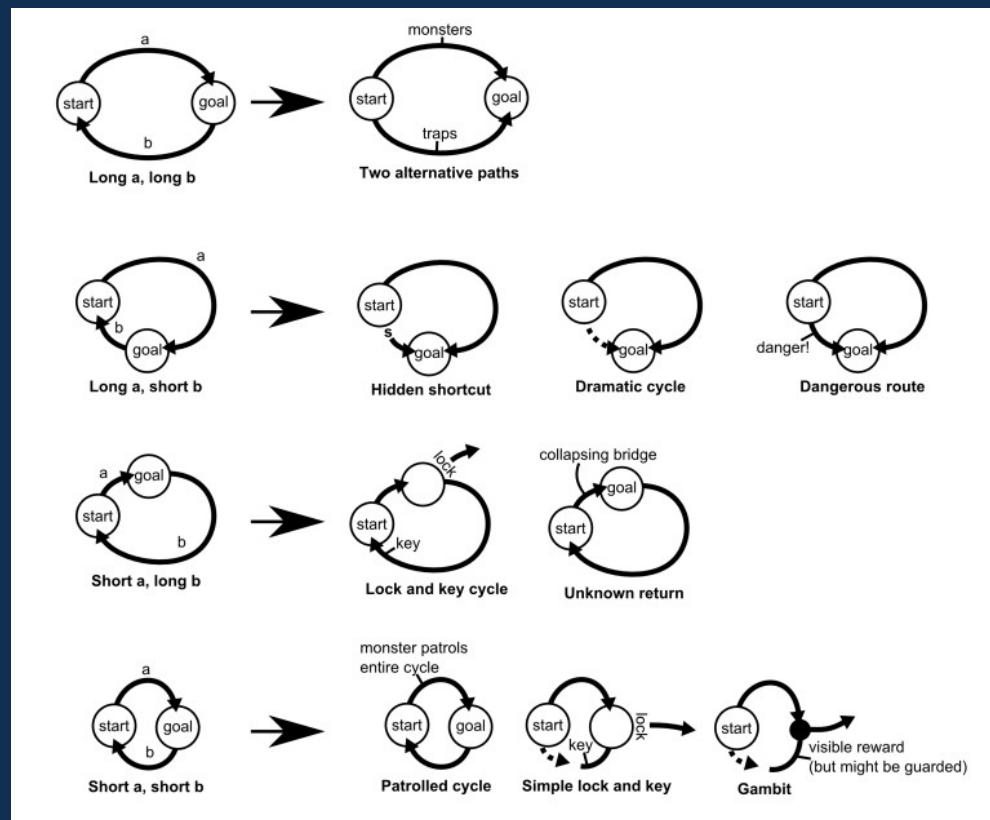 a
start
goal
b
Long a, long b
monsters
start
goal
traps
Two alternative paths
a
start
b
goal
Long a, short b
start
s
goal
Hidden shortcut
start
goal
Dramatic cycle
start
danger!
goal
Dangerous route
a
goal
start
b
Short a, long b
lock
start
key
Lock and key cycle
collapsing bridge
goal
start
Unknown return
a
start
goal
b
Short a, short b
monster patrols
entire cycle
start
goal
Patrolled cycle
start
lock
key
Simple lock and key
start
visible reward
(but might be guarded)
Gambit